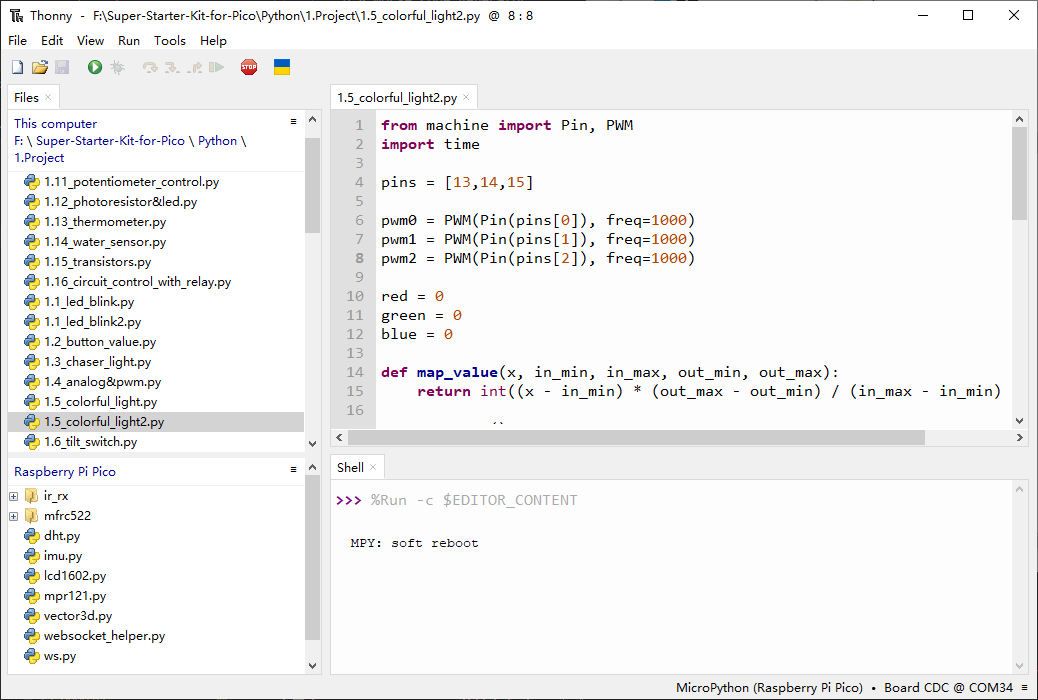 Thonny - F:\Super-Starter-Kit-for-Pico\Python\1.Project\1.5_colorful_light2.py @ 8 : 8
File Edit View Run Tools Help
STOP
Files ×
This computer
F: \ Super-Starter-Kit-for-Pico \ Python \
1.Project
1.11_potentiometer_control.py
1.12_photoresistor&led.py
1.13_thermometer.py
1.14_water_sensor.py
1.15_transistors.py
1.16_circuit_control_with_relay.py
1.1_led_blink.py
1.1_led_blink2.py
1.2_button_value.py
1.3_chaser_light.py
1.4_analog&pwm.py
1.5_colorful_light.py
1.5_colorful_light2.py
1.6_tilt_switch.py
Raspberry Pi Pico
ir_rx
mfrc522
dht.py
imu.py
lcd1602.py
mpr121.py
vector3d.py
websocket_helper.py
ws.py
1.5_colorful_light2.py ×
1 from machine import Pin, PWM
2 import time
3
4 pins = [13,14,15]
5
6 pwm0 = PWM(Pin(pins[0]), freq=1000)
7 pwm1 = PWM(Pin(pins[1]), freq=1000)
8 pwm2 = PWM(Pin(pins[2]), freq=1000)
9
10 red = 0
11 green = 0
12 blue = 0
13
14 def map_value(x, in_min, in_max, out_min, out_max):
15     return int((x - in_min) * (out_max - out_min) / (in_max - in_min)
16
Shell ×
>>> %Run -c $EDITOR_CONTENT
MPY: soft reboot
MicroPython (Raspberry Pi Pico) • Board CDC @ COM34 ≡